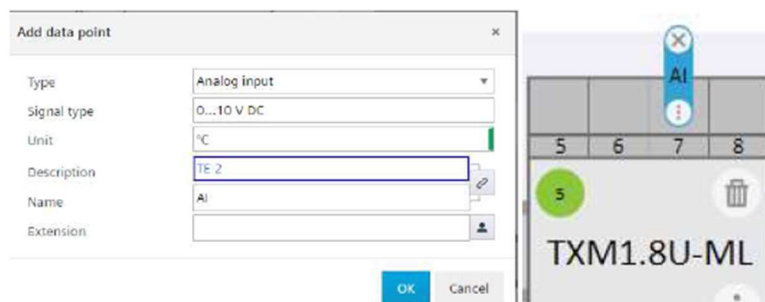 Add data point
Type Analog input
Signal type 0...10 V DC
Unit °C
Description TE 2
Name AI
Extension
OK Cancel
AI
5 6 7 8
5
TXM1.8U-ML